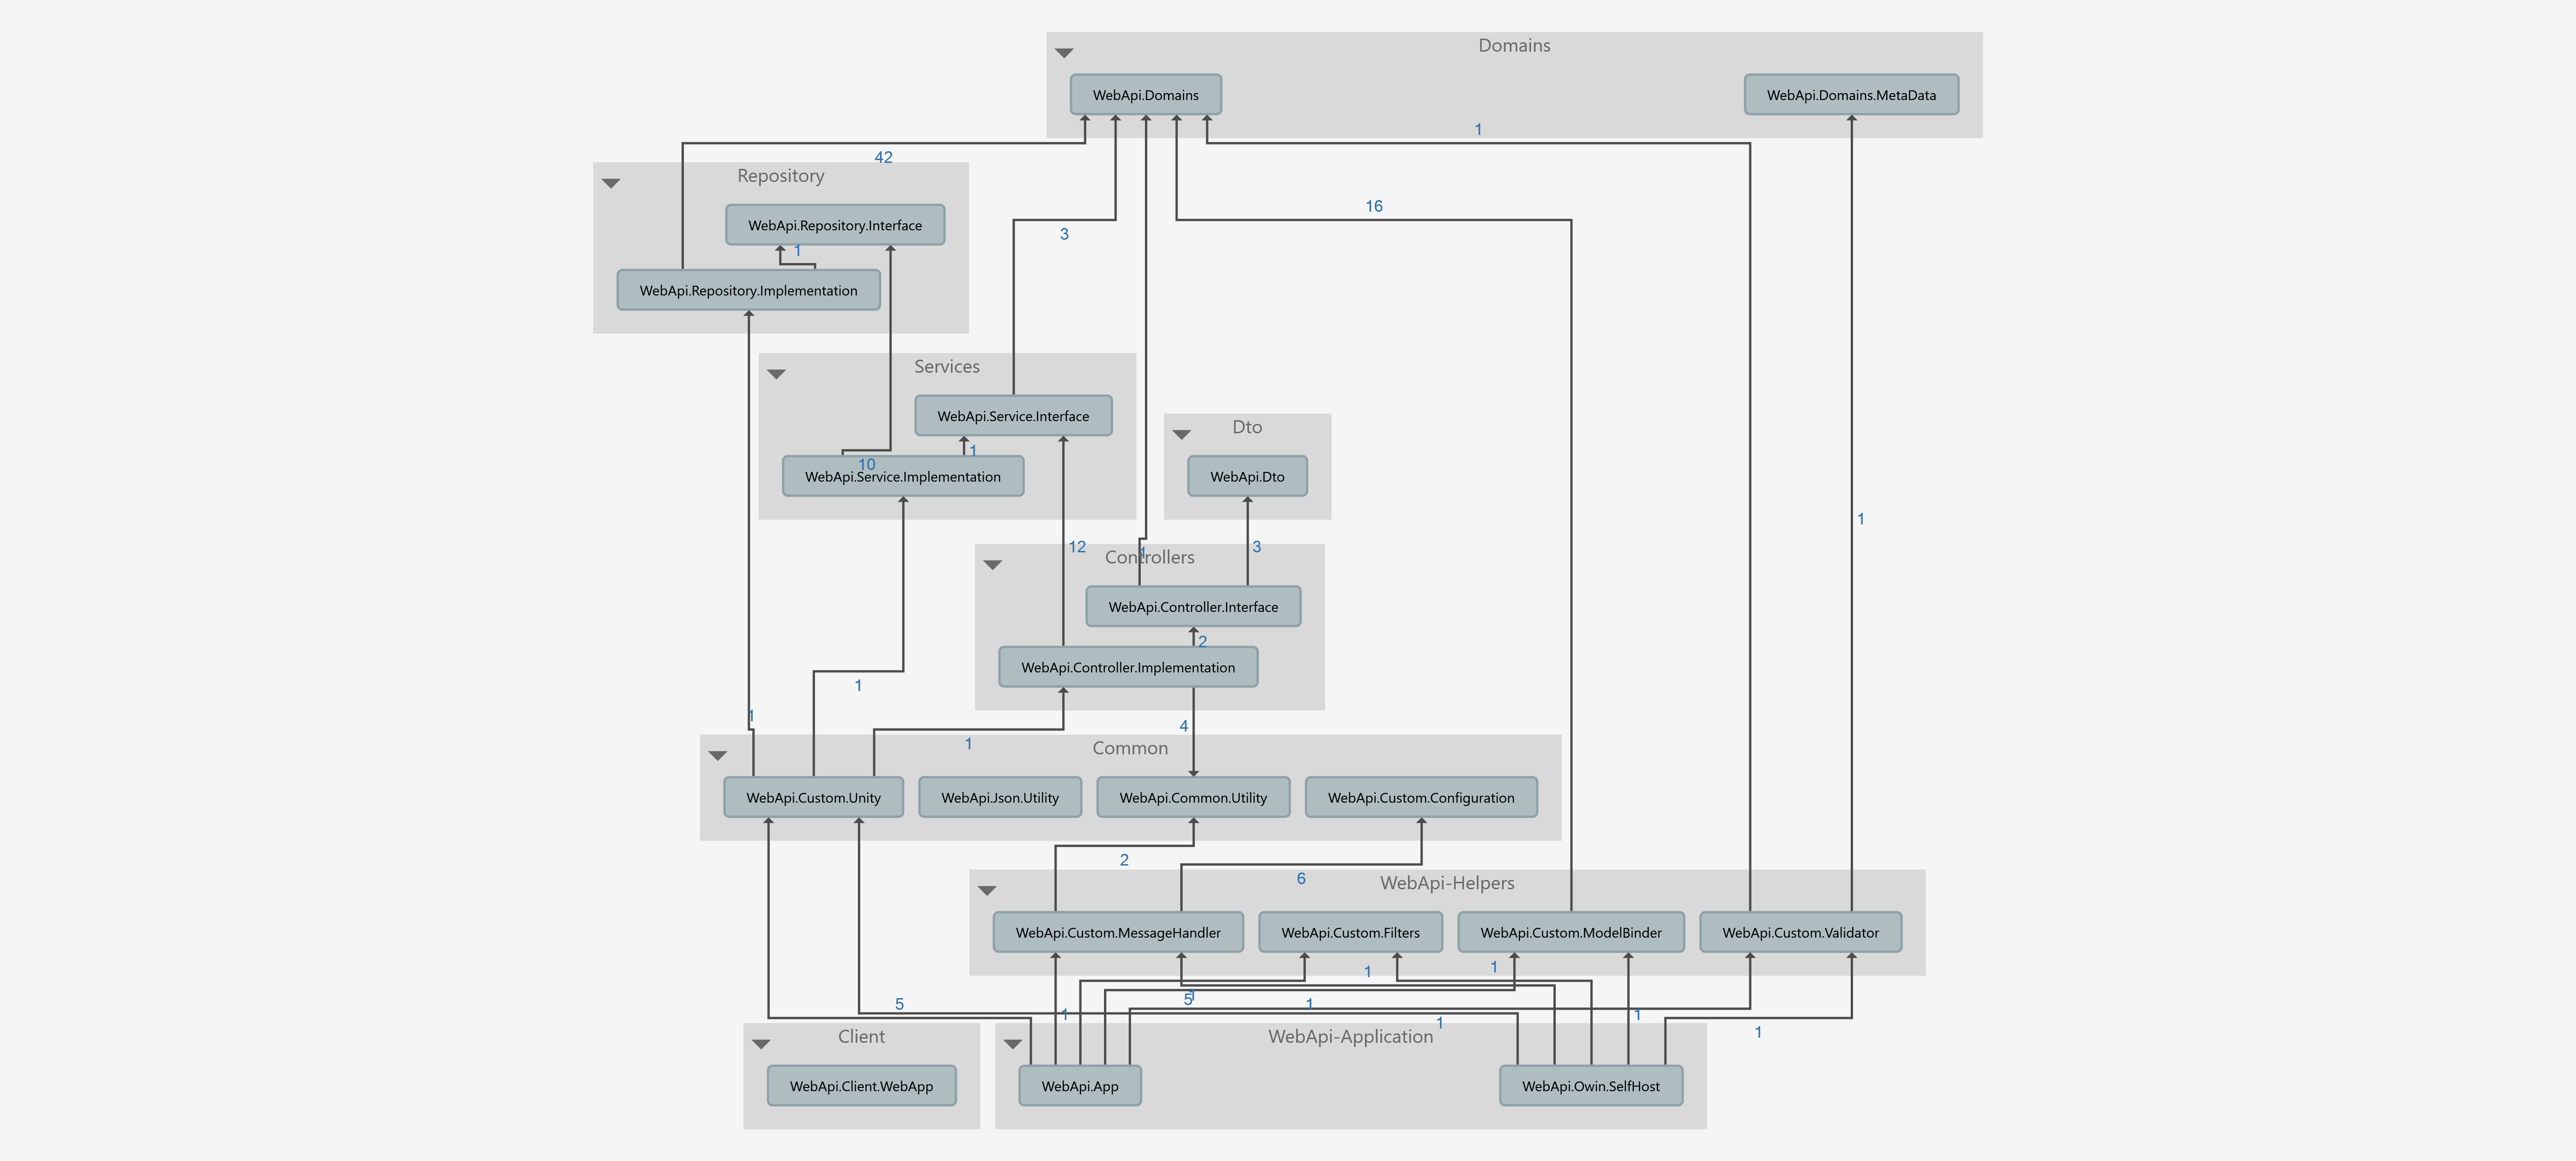 Domains
WebApi.Domains
WebApi.Domains.MetaData
1
42
Repository
16
WebApi.Repository.Interface
3
1
WebApi.Repository.Implementation
Services
WebApi.Service.Interface
Dto
1
10
WebApi.Service.Implementation
WebApi.Dto
1
12
1
3
Controllers
WebApi.Controller.Interface
2
WebApi.Controller.Implementation
1
1
4
1
Common
WebApi.Custom.Unity
WebApi.Json.Utility
WebApi.Common.Utility
WebApi.Custom.Configuration
2
6
WebApi-Helpers
WebApi.Custom.MessageHandler
WebApi.Custom.Filters
WebApi.Custom.ModelBinder
WebApi.Custom.Validator
1
1
5
5
1
1
1
1
1
1
Client
WebApi-Application
WebApi.Client.WebApp
WebApi.App
WebApi.Owin.SelfHost